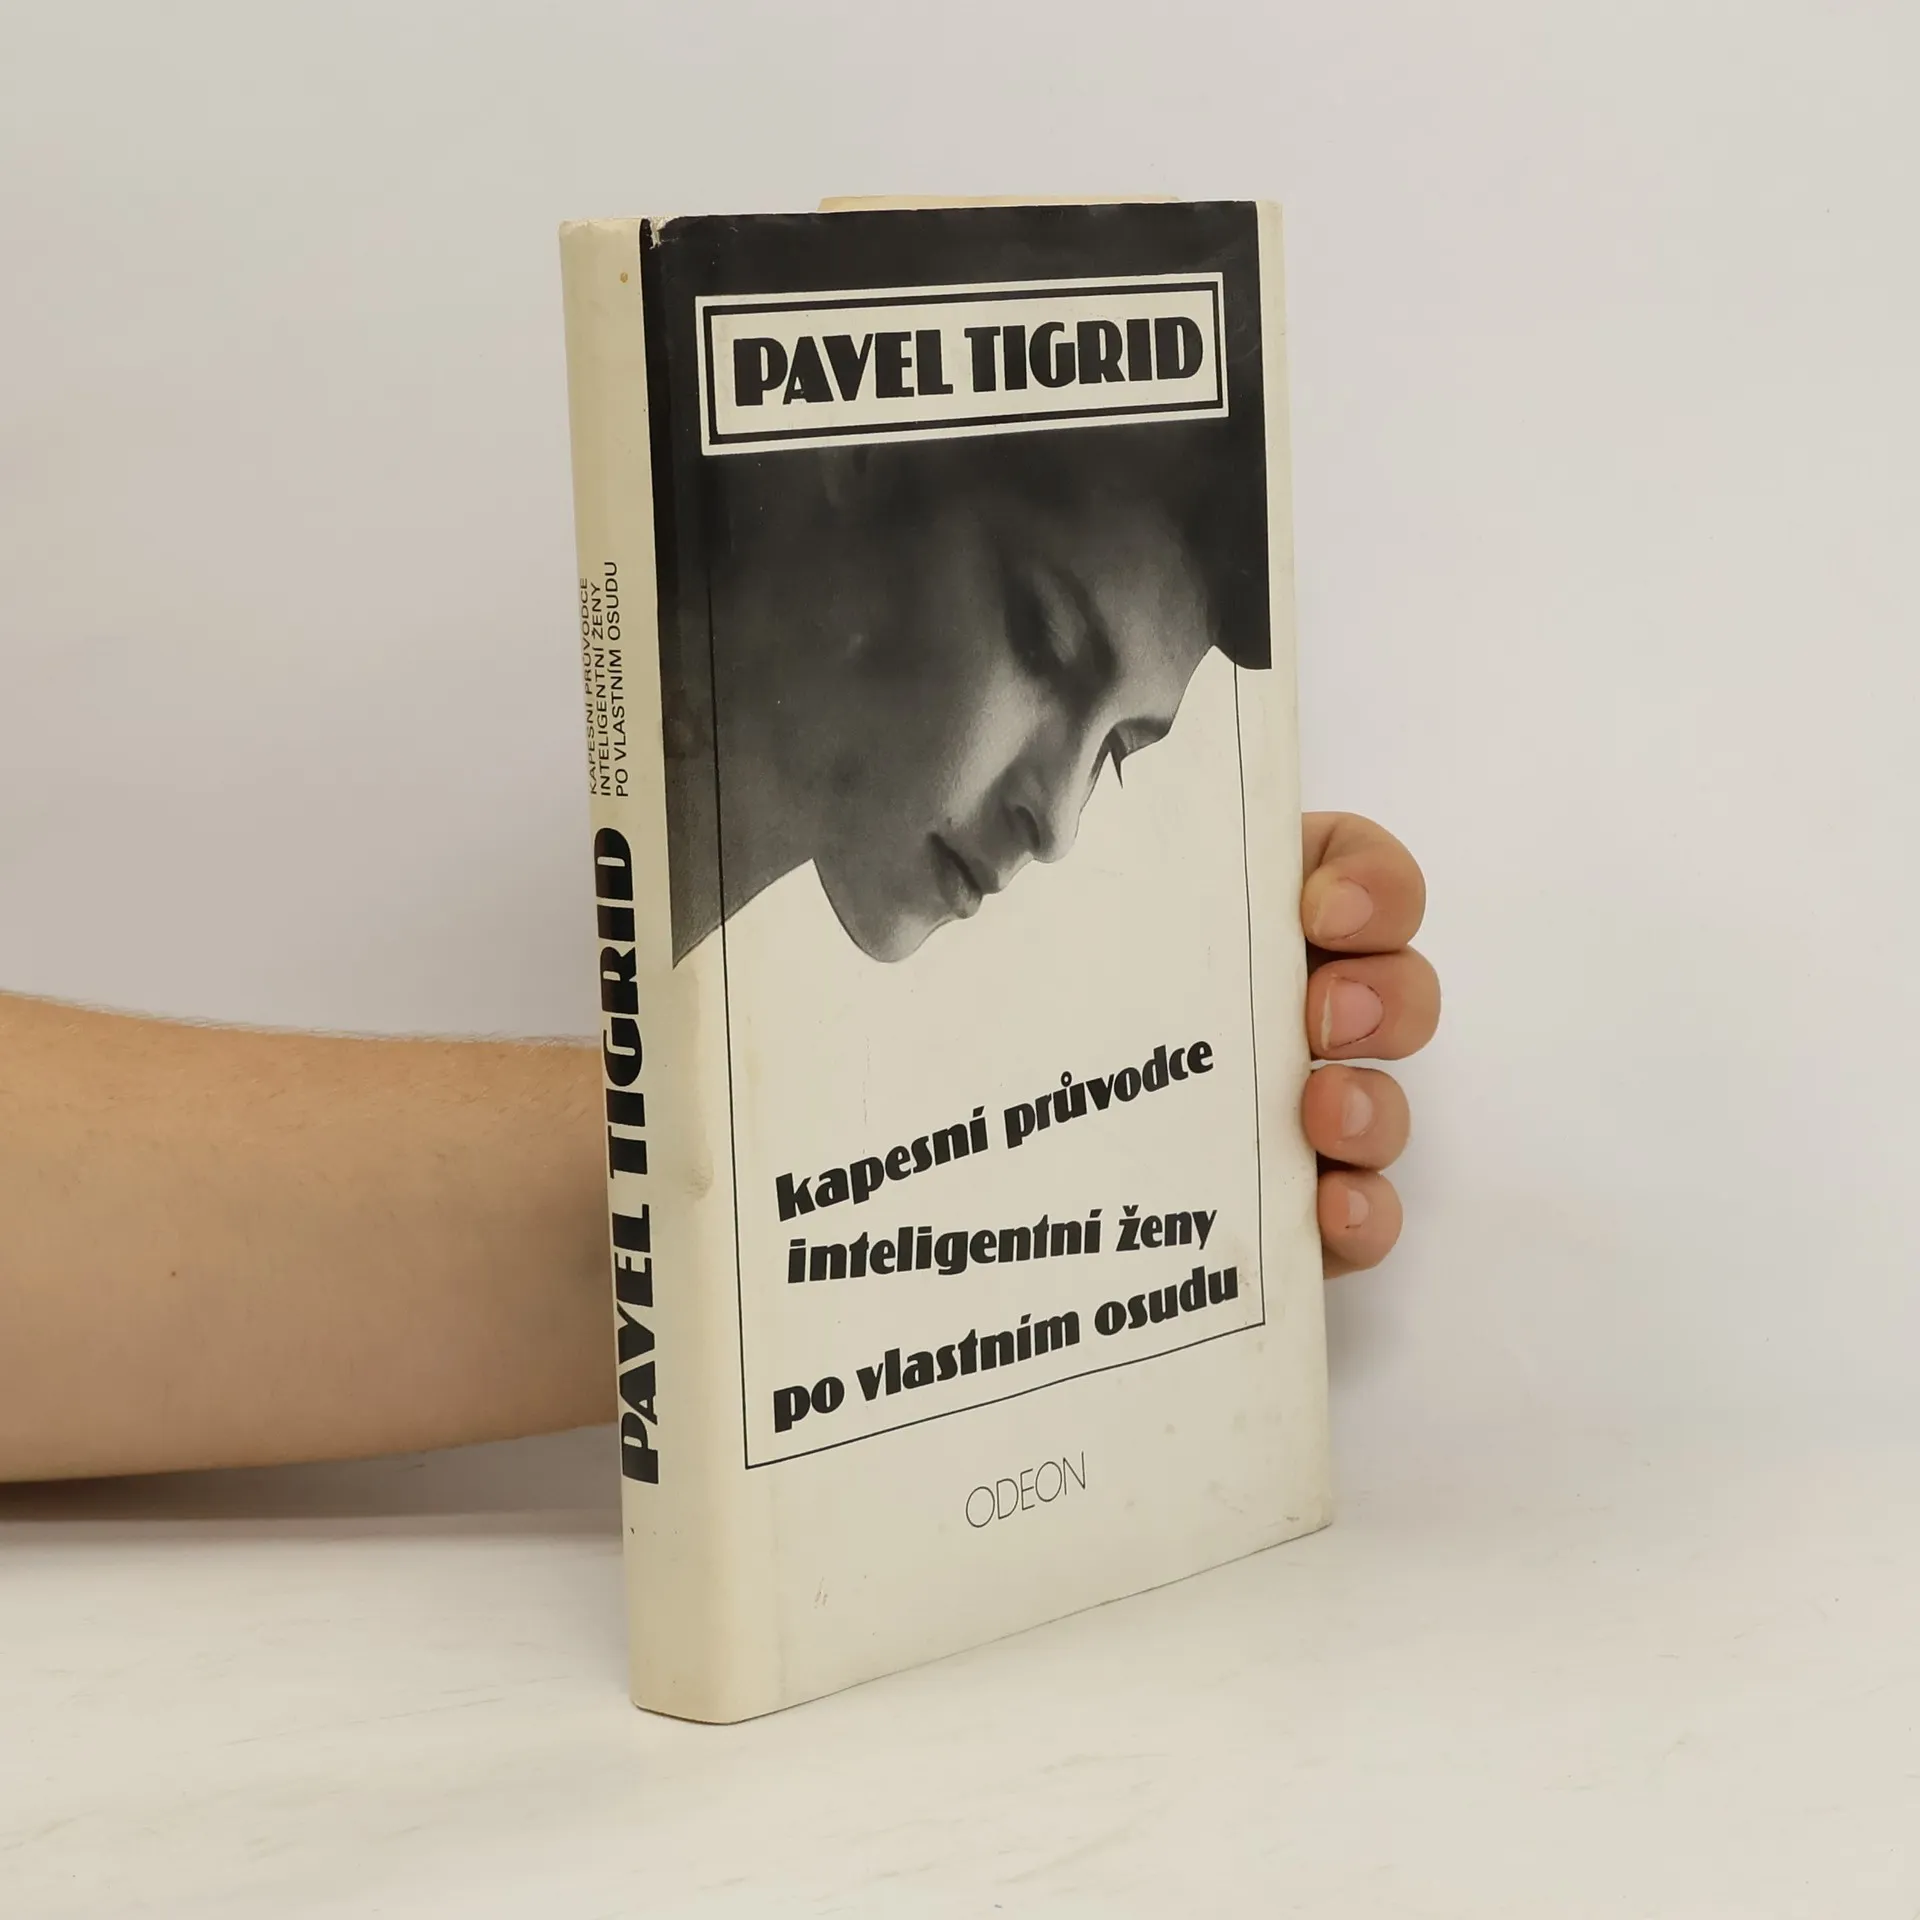 PAVEL TIGRID
kapesní průvodce
inteligentní ženy
po vlastním osudu
ODEON
PAVEL TIGRID
KAPESNÍ PRŮVODCE
INTELIGENTNÍ ŽENY
PO VLASTNÍM OSUDU